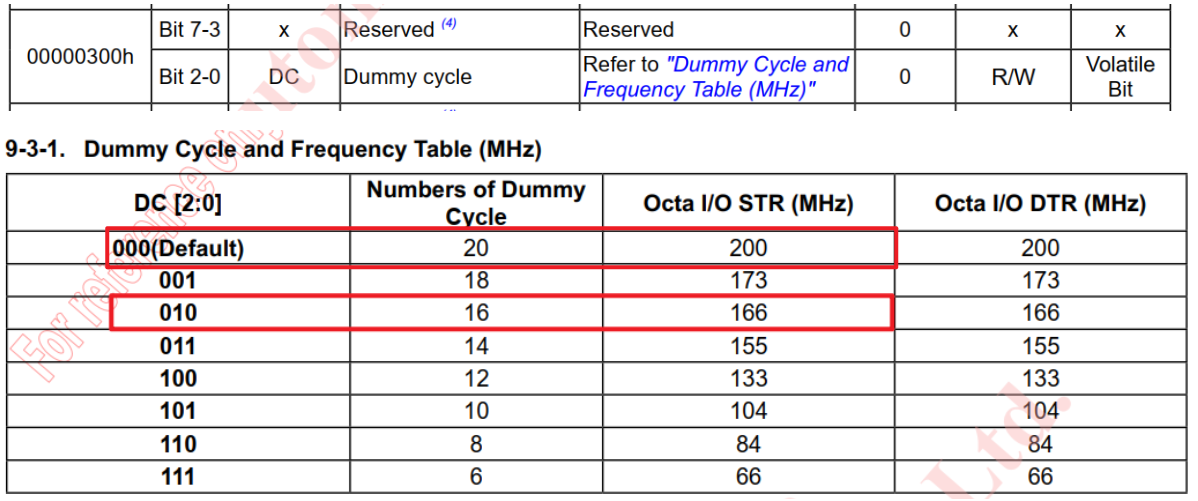 00000300h Bit 7-3 x Reserved (4) Reserved 0 x x
Bit 2-0 DC Dummy cycle Refer to "Dummy Cycle and Frequency Table (MHz)" 0 R/W Volatile Bit
9-3-1. Dummy Cycle and Frequency Table (MHz)
DC [2:0] Numbers of Dummy Cycle Octa I/O STR (MHz) Octa I/O DTR (MHz)
000(Default) 20 200 200
001 18 173 173
010 16 166 166
011 14 155 155
100 12 133 133
101 10 104 104
110 8 84 84
111 6 66 66
For reference only
Ltd.